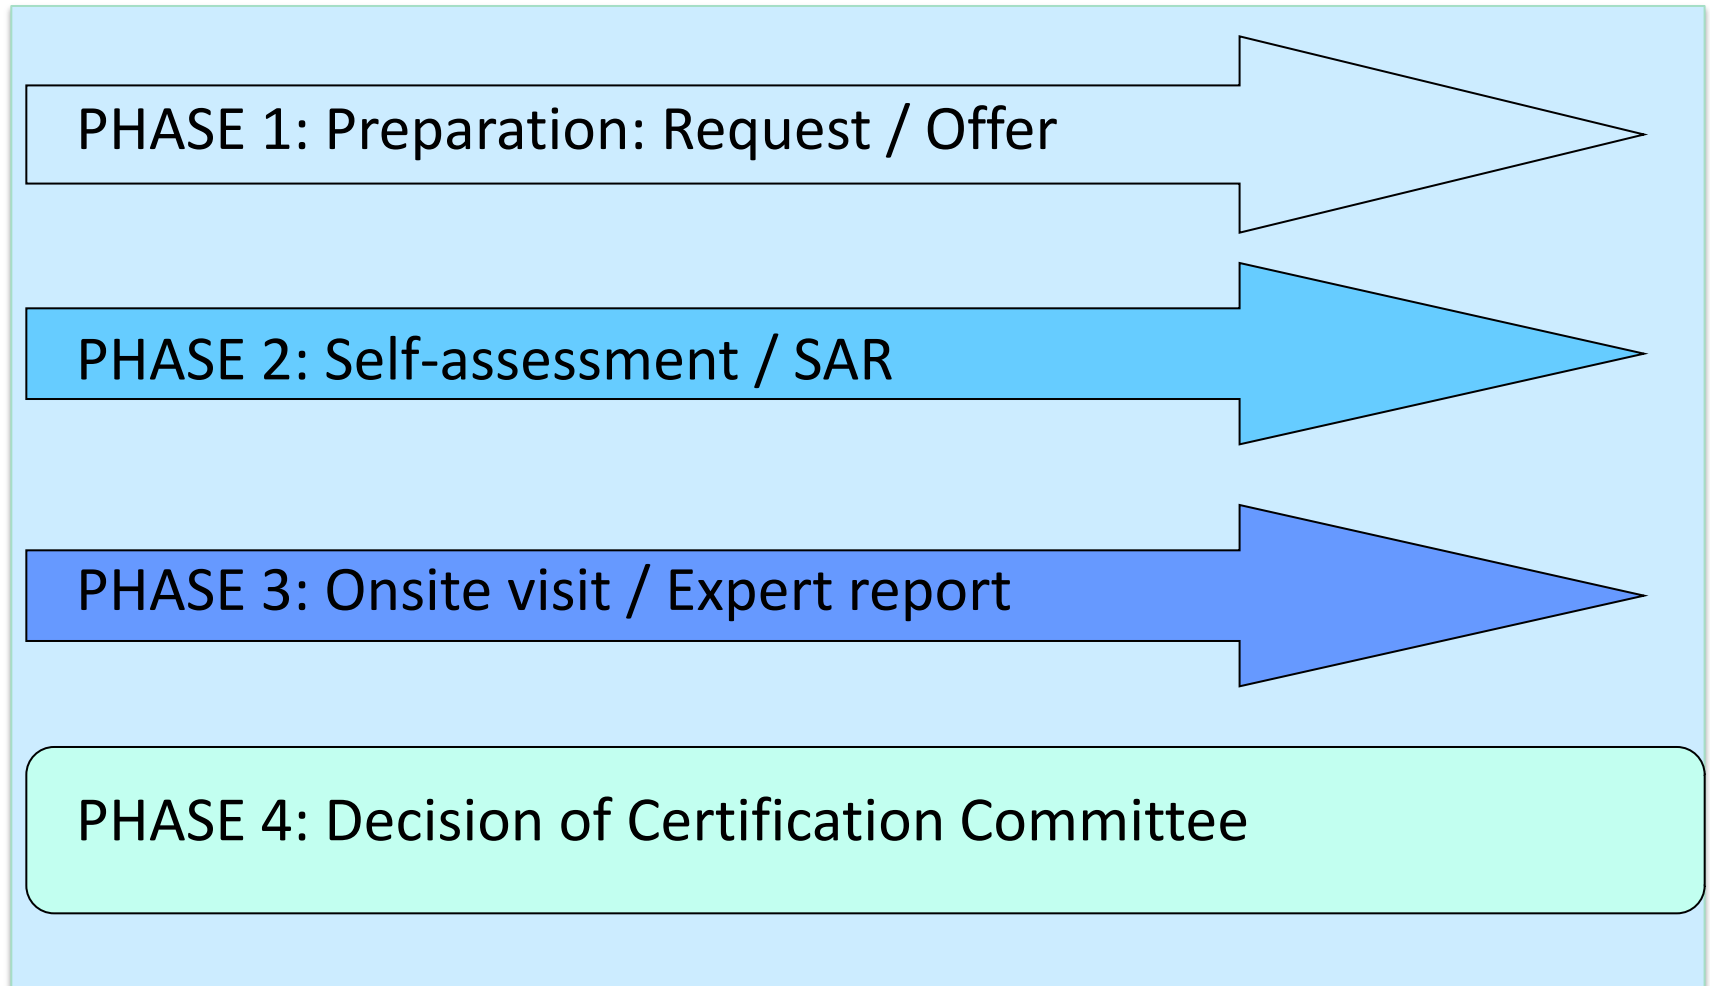 PHASE 1: Preparation: Request / Offer
PHASE 2: Self-assessment / SAR
PHASE 3: Onsite visit / Expert report
PHASE 4: Decision of Certification Committee